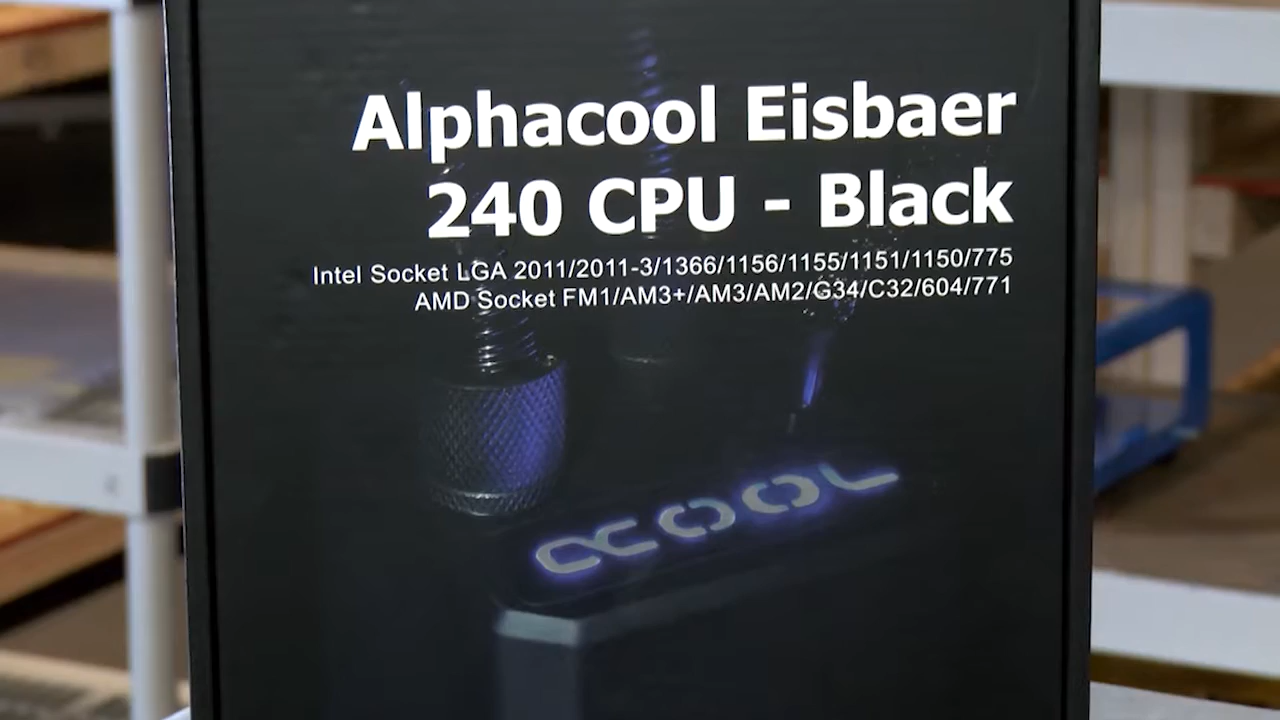 Alphacool Eisbaer
240 CPU - Black
Intel Socket LGA 2011/2011-3/1366/1156/1155/1151/1150/775
AMD Socket FM1/AM3+/AM3/AM2/G34/C32/604/771
αCOOL